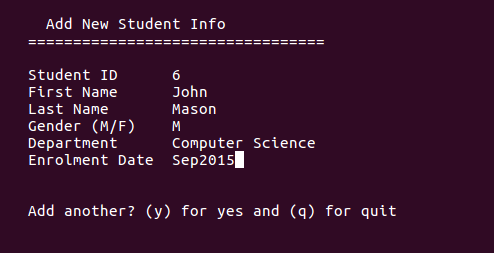 Add New Student Info
=================================
Student ID 6
First Name John
Last Name Mason
Gender (M/F) M
Department Computer Science
Enrolment Date Sep2015
Add another? (y) for yes and (q) for quit